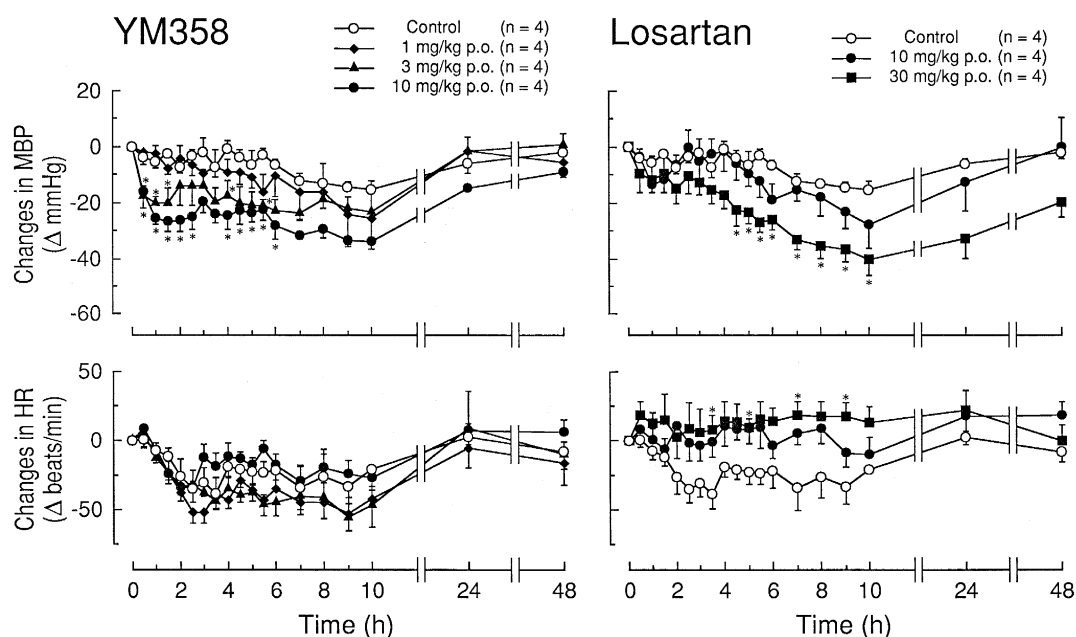 YM358
Control (n = 4)
1 mg/kg p.o. (n = 4)
3 mg/kg p.o. (n = 4)
10 mg/kg p.o. (n = 4)
Losartan
Control (n = 4)
10 mg/kg p.o. (n = 4)
30 mg/kg p.o. (n = 4)
Changes in MBP
(Δ mmHg)
20
0
-20
-40
-60
Changes in HR
(Δ beats/min)
50
0
-50
0 2 4 6 8 10 24 48
Time (h)
0 2 4 6 8 10 24 48
Time (h)